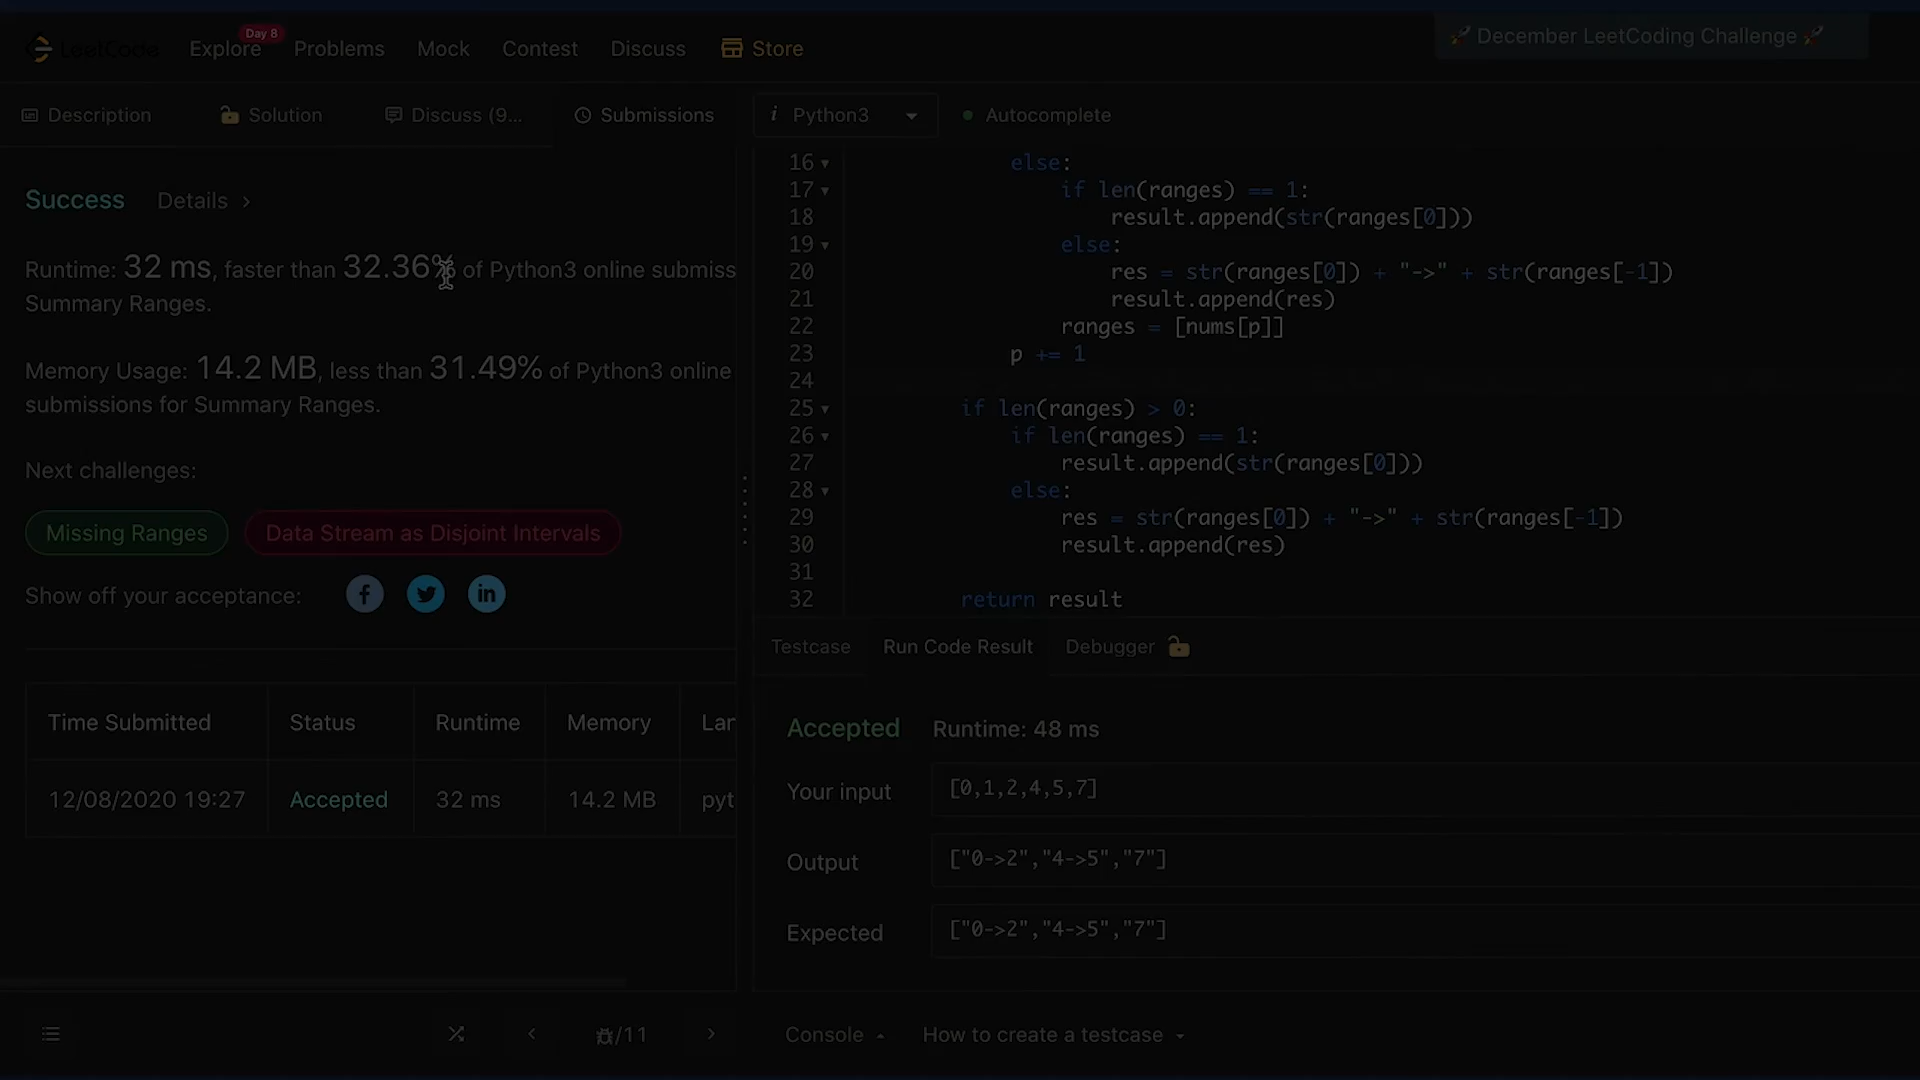 LeetCode
Explore
Day 8
Problems
Mock
Contest
Discuss
Store
🚀 December LeetCoding Challenge 🚀
Description
Solution
Discuss (9...
Submissions
Success
Details >
Runtime: 32 ms, faster than 32.36% of Python3 online submiss
Summary Ranges.
Memory Usage: 14.2 MB, less than 31.49% of Python3 online
submissions for Summary Ranges.
Next challenges:
Missing Ranges
Data Stream as Disjoint Intervals
Show off your acceptance:
Time Submitted Status Runtime Memory Lar
12/08/2020 19:27 Accepted 32 ms 14.2 MB pyt
/11
i Python3
Autocomplete
16 else:
17 if len(ranges) == 1:
18 result.append(str(ranges[0]))
19 else:
20 res = str(ranges[0]) + "->" + str(ranges[-1])
21 result.append(res)
22 ranges = [nums[p]]
23 p += 1
24
25 if len(ranges) > 0:
26 if len(ranges) == 1:
27 result.append(str(ranges[0]))
28 else:
29 res = str(ranges[0]) + "->" + str(ranges[-1])
30 result.append(res)
31
32 return result
Testcase
Run Code Result
Debugger
Accepted
Runtime: 48 ms
Your input
[0,1,2,4,5,7]
Output
["0->2","4->5","7"]
Expected
["0->2","4->5","7"]
Console
How to create a testcase